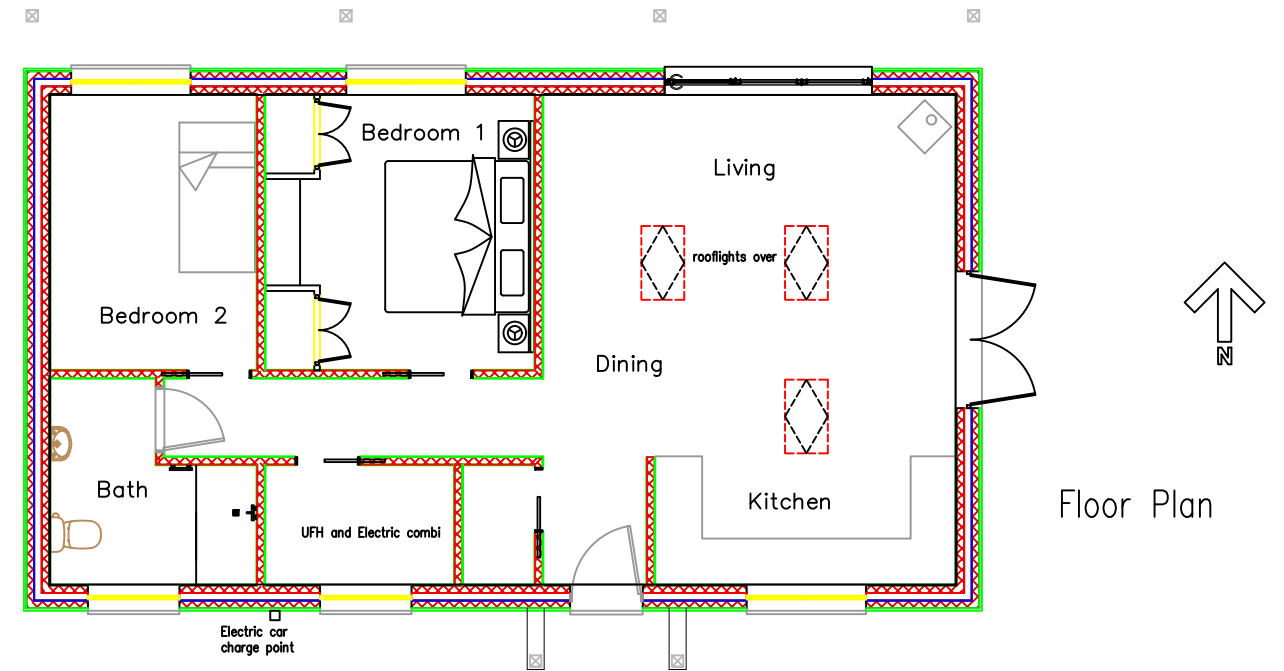 Bedroom 1
Living
rooflights over
Bedroom 2
Dining
N
Bath
Kitchen
Floor Plan
UFH and Electric combi
Electric car
charge point